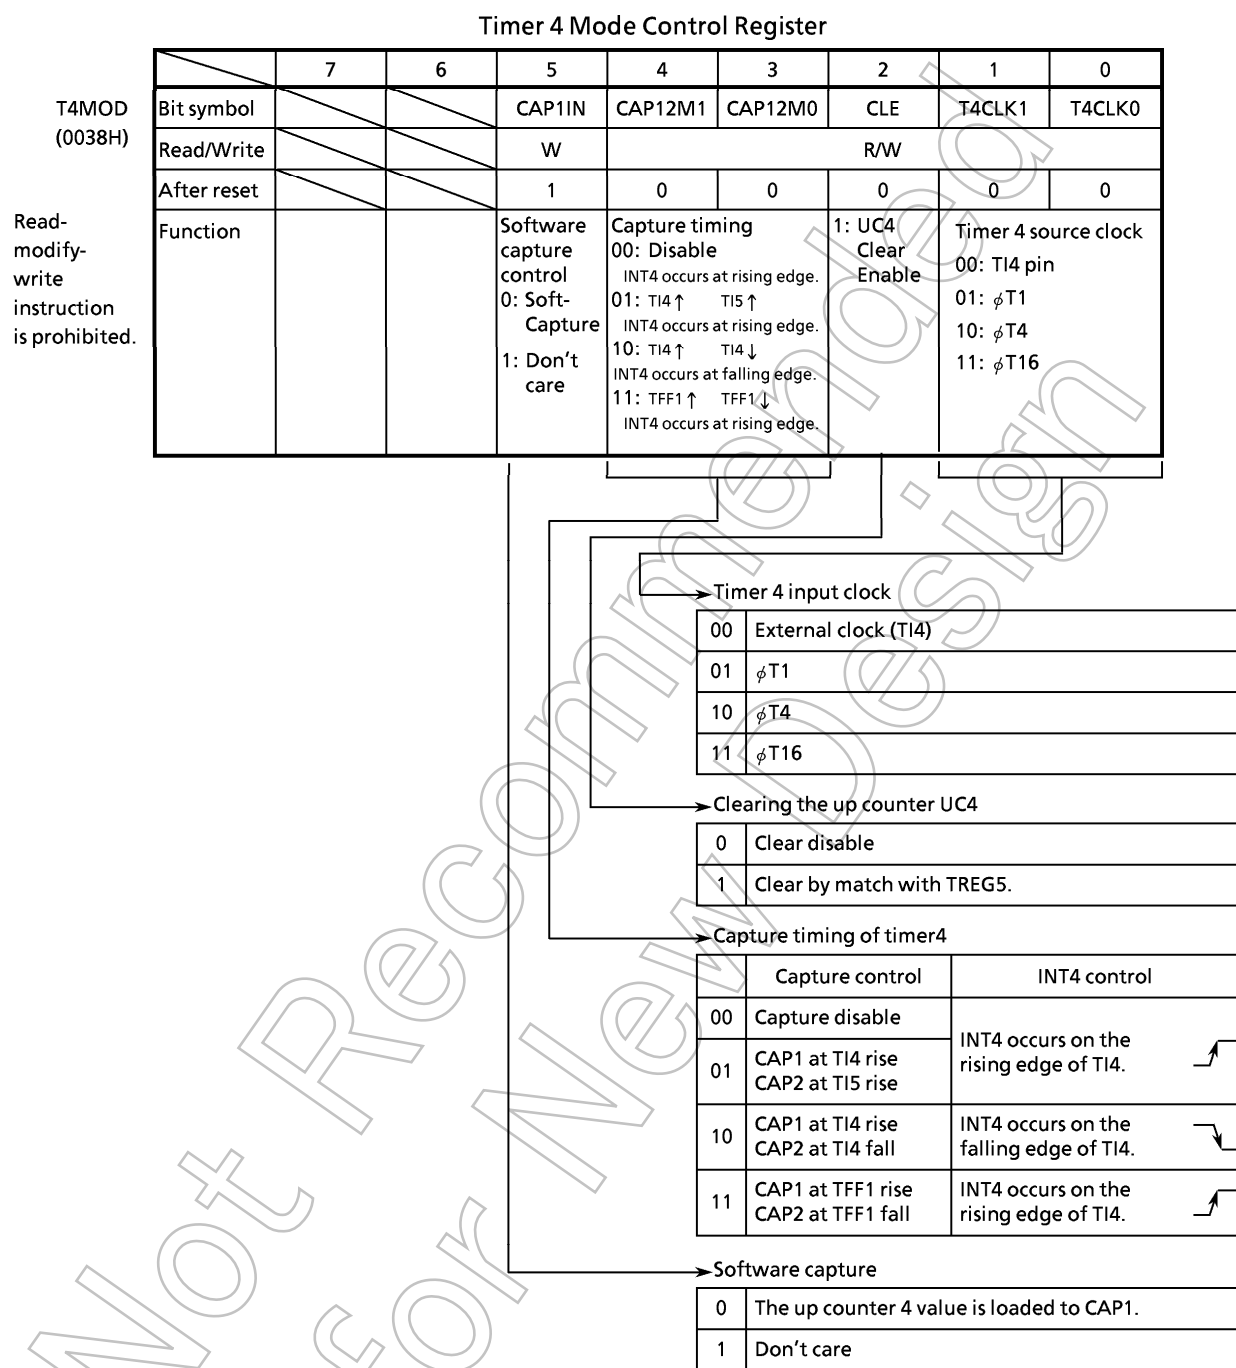 Timer 4 Mode Control Register
7 6 5 4 3 2 1 0
T4MOD
(0038H)
Bit symbol CAP1IN CAP12M1 CAP12M0 CLE T4CLK1 T4CLK0
Read/Write W R/W
After reset 1 0 0 0 0 0
Read-
modify-
write
instruction
is prohibited.
Function
Software
capture
control
0: Soft-
Capture
1: Don't
care
Capture timing
00: Disable
INT4 occurs at rising edge.
01: TI4↑ TI5↑
INT4 occurs at rising edge.
10: TI4↑ TI4↓
INT4 occurs at falling edge.
11: TFF1↑ TFF1↓
INT4 occurs at rising edge.
1: UC4
Clear
Enable
Timer 4 source clock
00: TI4 pin
01: φT1
10: φT4
11: φT16
Timer 4 input clock
00 External clock (TI4)
01 φT1
10 φT4
11 φT16
Clearing the up counter UC4
0 Clear disable
1 Clear by match with TREG5.
Capture timing of timer4
Capture control INT4 control
00 Capture disable
01 CAP1 at TI4 rise
CAP2 at TI5 rise
INT4 occurs on the
rising edge of TI4.
10 CAP1 at TI4 rise
CAP2 at TI4 fall
INT4 occurs on the
falling edge of TI4.
11 CAP1 at TFF1 rise
CAP2 at TFF1 fall
INT4 occurs on the
rising edge of TI4.
Software capture
0 The up counter 4 value is loaded to CAP1.
1 Don't care
Not Recommended
for New Design